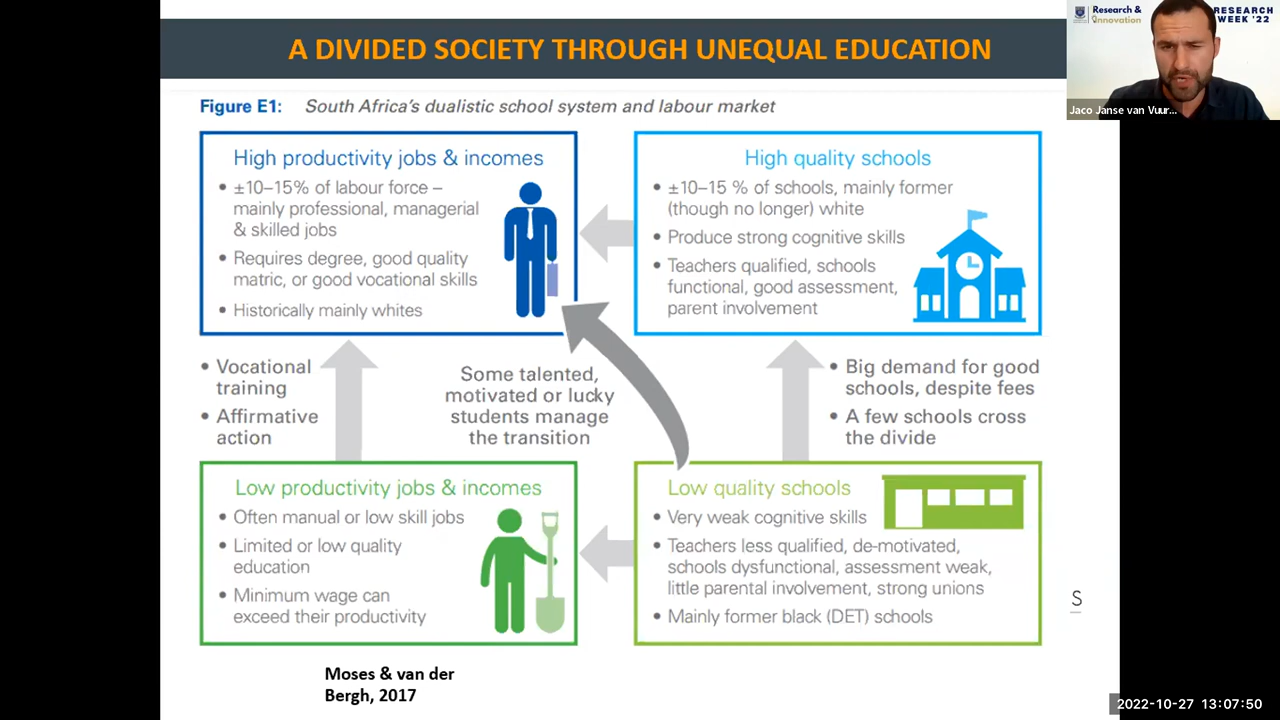 A DIVIDED SOCIETY THROUGH UNEQUAL EDUCATION
Figure E1: South Africa's dualistic school system and labour market
High productivity jobs & incomes
• ±10–15% of labour force –
mainly professional, managerial
& skilled jobs
• Requires degree, good quality
matric, or good vocational skills
• Historically mainly whites
High quality schools
• ±10–15 % of schools, mainly former
(though no longer) white
• Produce strong cognitive skills
• Teachers qualified, schools
functional, good assessment,
parent involvement
• Vocational
training
• Affirmative
action
Some talented,
motivated or lucky
students manage
the transition
• Big demand for good
schools, despite fees
• A few schools cross
the divide
Low productivity jobs & incomes
• Often manual or low skill jobs
• Limited or low quality
education
• Minimum wage can
exceed their productivity
Low quality schools
• Very weak cognitive skills
• Teachers less qualified, de-motivated,
schools dysfunctional, assessment weak,
little parental involvement, strong unions
• Mainly former black (DET) schools
S
Moses & van der
Bergh, 2017
Research &
Innovation
RESEARCH
WEEK '22
Jaco Janse van Vuur...
2022-10-27 13:07:50